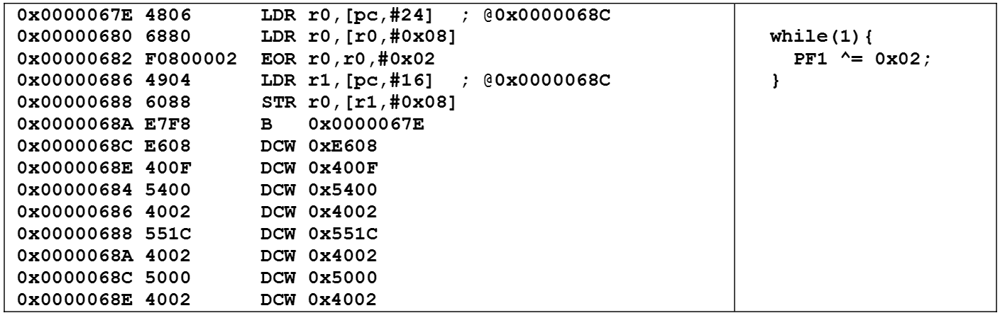 0x0000067E 4806 LDR r0,[pc,#24] ; @0x0000068C
0x00000680 6880 LDR r0,[r0,#0x08] while(1){
0x00000682 F0800002 EOR r0,r0,#0x02 PF1 ^= 0x02;
0x00000686 4904 LDR r1,[pc,#16] ; @0x0000068C }
0x00000688 6088 STR r0,[r1,#0x08]
0x0000068A E7F8 B 0x0000067E
0x0000068C E608 DCW 0xE608
0x0000068E 400F DCW 0x400F
0x00000684 5400 DCW 0x5400
0x00000686 4002 DCW 0x4002
0x00000688 551C DCW 0x551C
0x0000068A 4002 DCW 0x4002
0x0000068C 5000 DCW 0x5000
0x0000068E 4002 DCW 0x4002